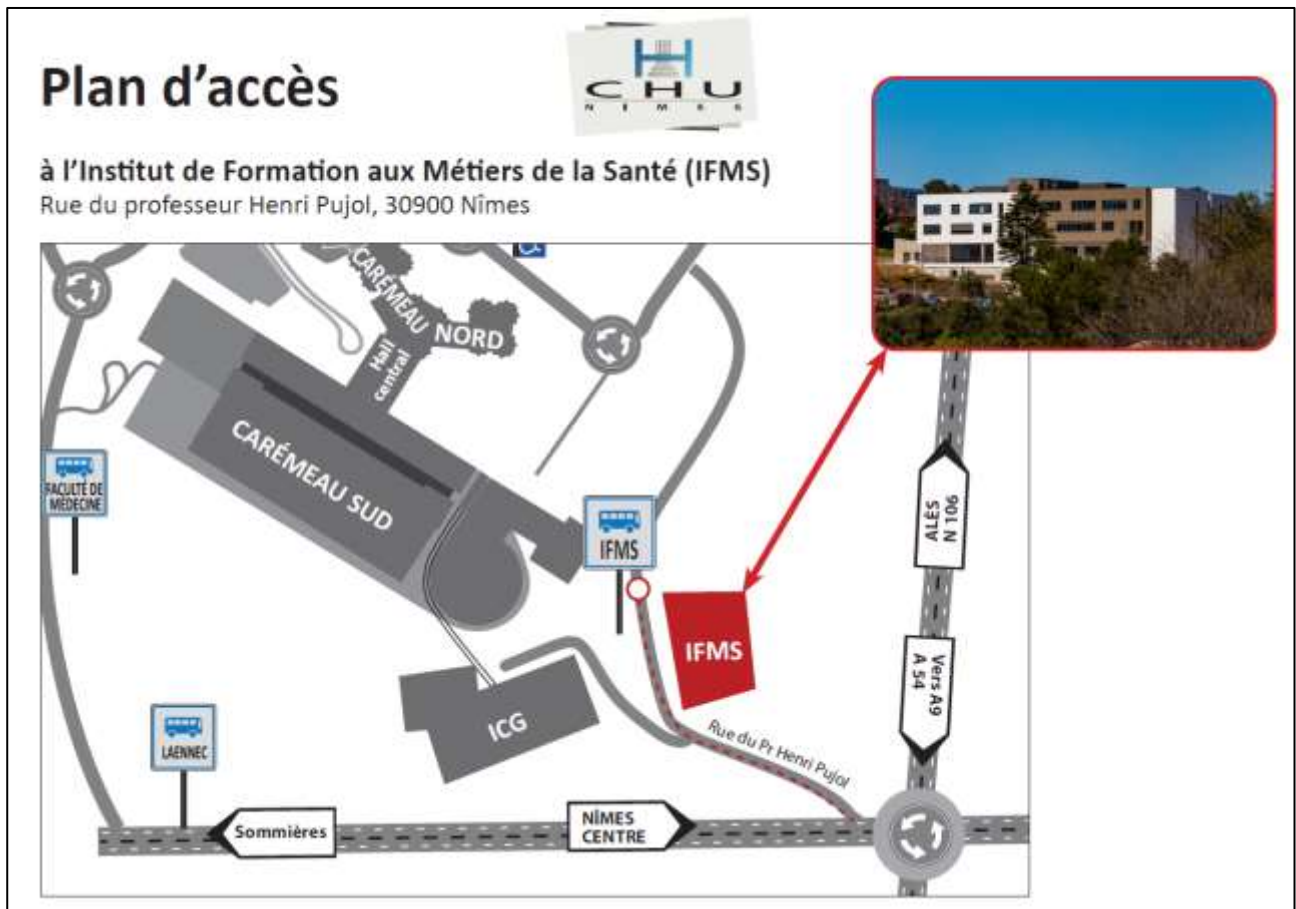 Plan d'accès
CHU
NIMES
à l'Institut de Formation aux Métiers de la Santé (IFMS)
Rue du professeur Henri Pujol, 30900 Nîmes
CARÉMEAU
NORD
Hall
central
CARÉMEAU SUD
FACULTÉ DE
MÉDECINE
IFMS
ALÈS
N 106
IFMS
Vers A9
A 54
ICG
LAENNEC
Rue du Pr Henri Pujol
Sommières
NÎMES
CENTRE